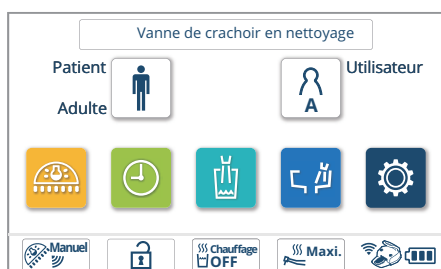 Vanne de crachoir en nettoyage
Patient
Utilisateur
Adulte
A
Manuel
Chauffage
OFF
Maxi.